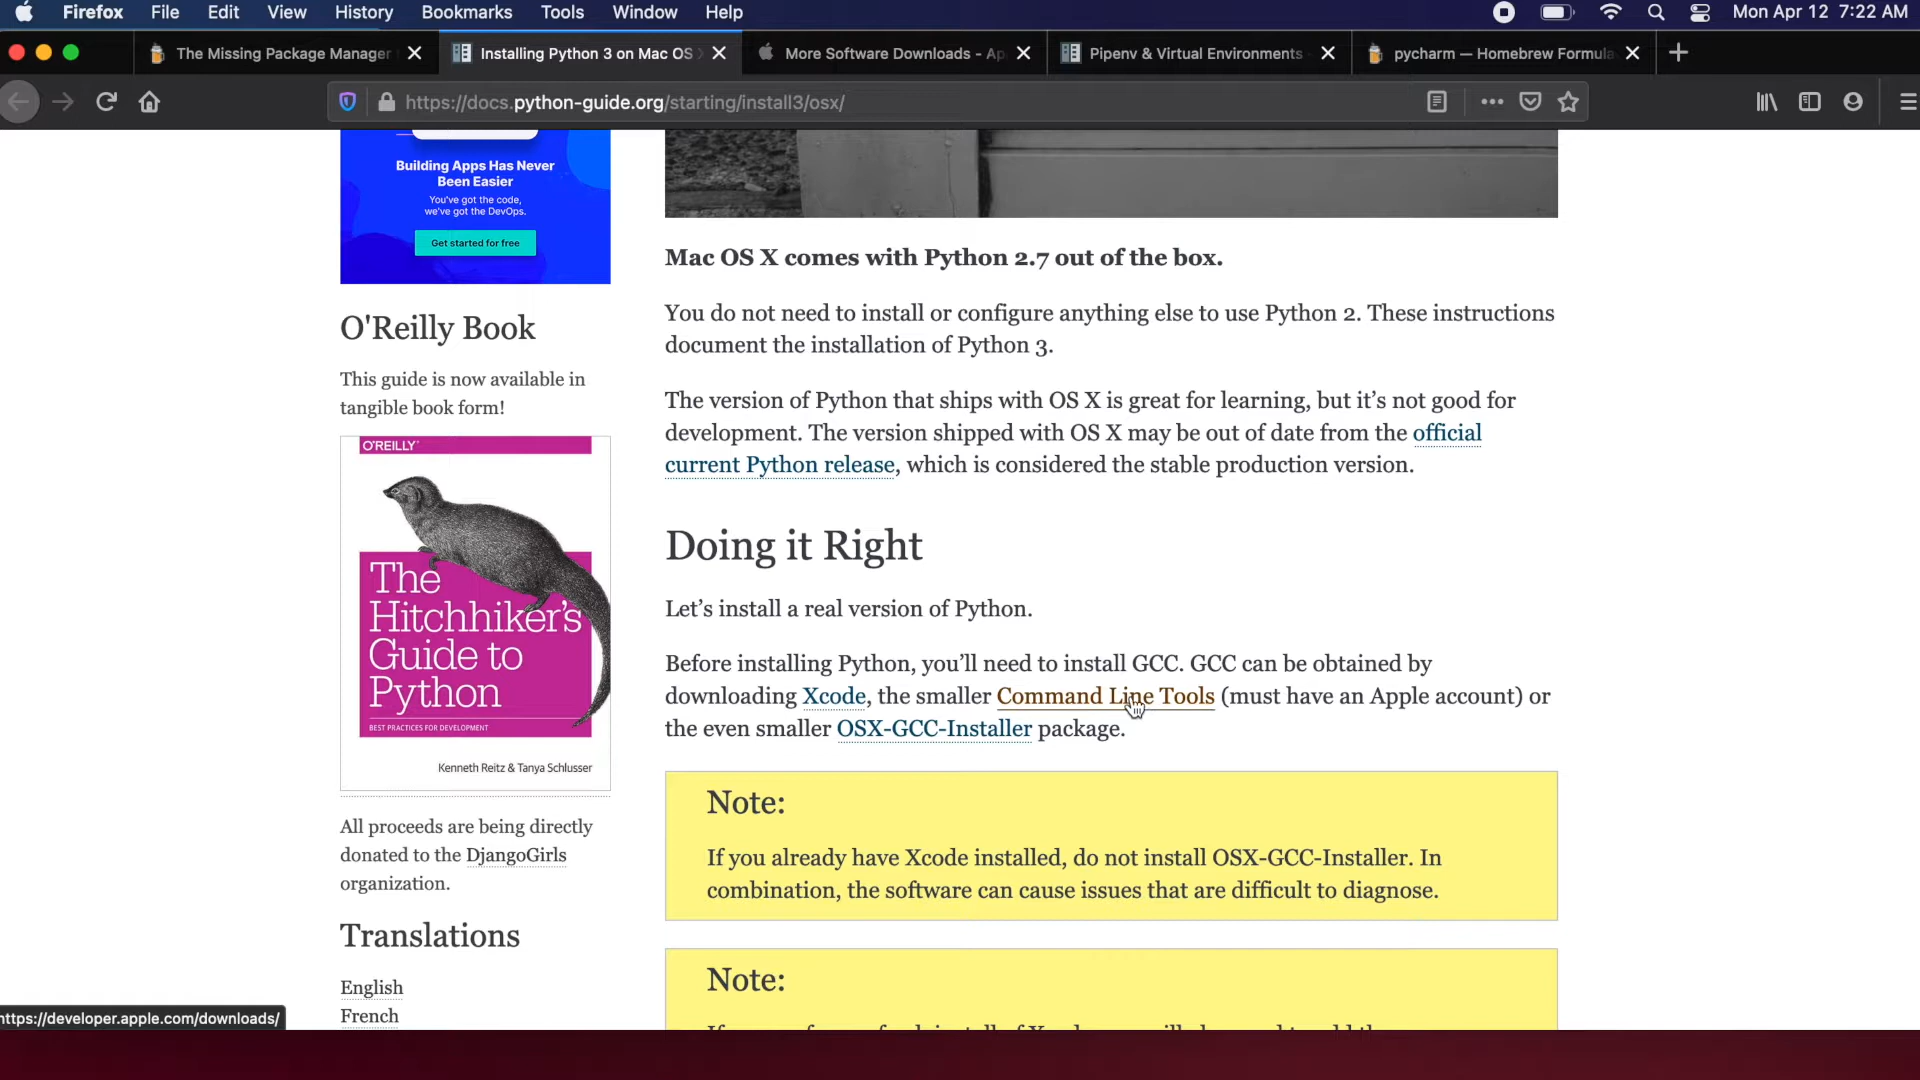 Firefox File Edit View History Bookmarks Tools Window Help
Mon Apr 12 7:22 AM
The Missing Package Manager
Installing Python 3 on Mac OS
More Software Downloads - Ap
Pipenv & Virtual Environments
pycharm — Homebrew Formula
https://docs.python-guide.org/starting/install3/osx/
Building Apps Has Never
Been Easier
You've got the code,
we've got the DevOps.
Get started for free
O'Reilly Book
This guide is now available in
tangible book form!
O'REILLY
The
Hitchhiker's
Guide to
Python
BEST PRACTICES FOR DEVELOPMENT
Kenneth Reitz & Tanya Schlusser
All proceeds are being directly
donated to the DjangoGirls
organization.
Translations
English
French
Mac OS X comes with Python 2.7 out of the box.
You do not need to install or configure anything else to use Python 2. These instructions
document the installation of Python 3.
The version of Python that ships with OS X is great for learning, but it’s not good for
development. The version shipped with OS X may be out of date from the official
current Python release, which is considered the stable production version.
Doing it Right
Let’s install a real version of Python.
Before installing Python, you’ll need to install GCC. GCC can be obtained by
downloading Xcode, the smaller Command Line Tools (must have an Apple account) or
the even smaller OSX-GCC-Installer package.
Note:
If you already have Xcode installed, do not install OSX-GCC-Installer. In
combination, the software can cause issues that are difficult to diagnose.
Note:
https://developer.apple.com/downloads/